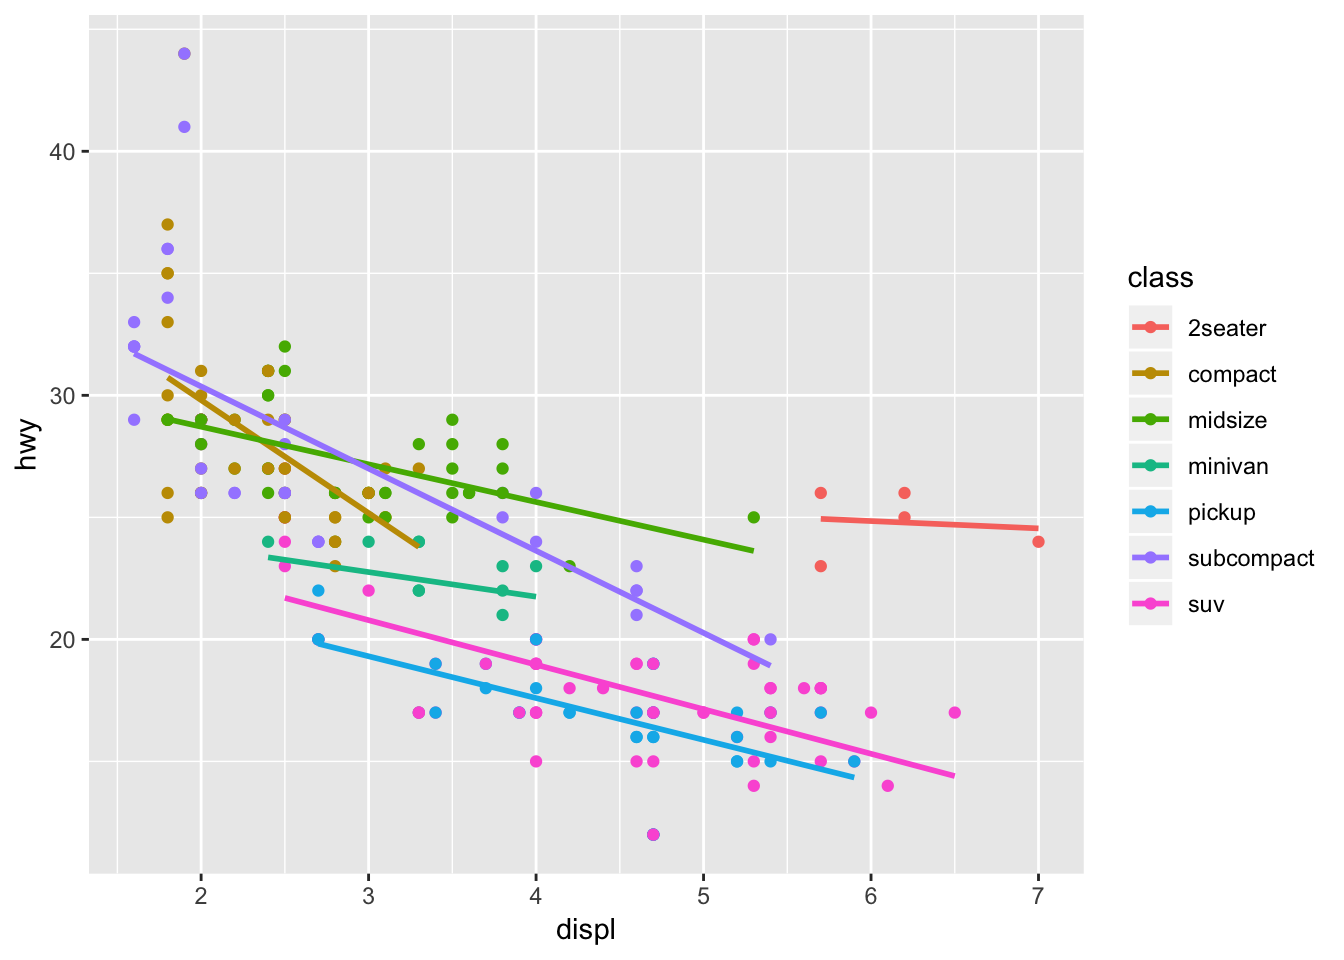 40
30
20
hwy
2 3 4 5 6 7
displ
class
2seater
compact
midsize
minivan
pickup
subcompact
suv